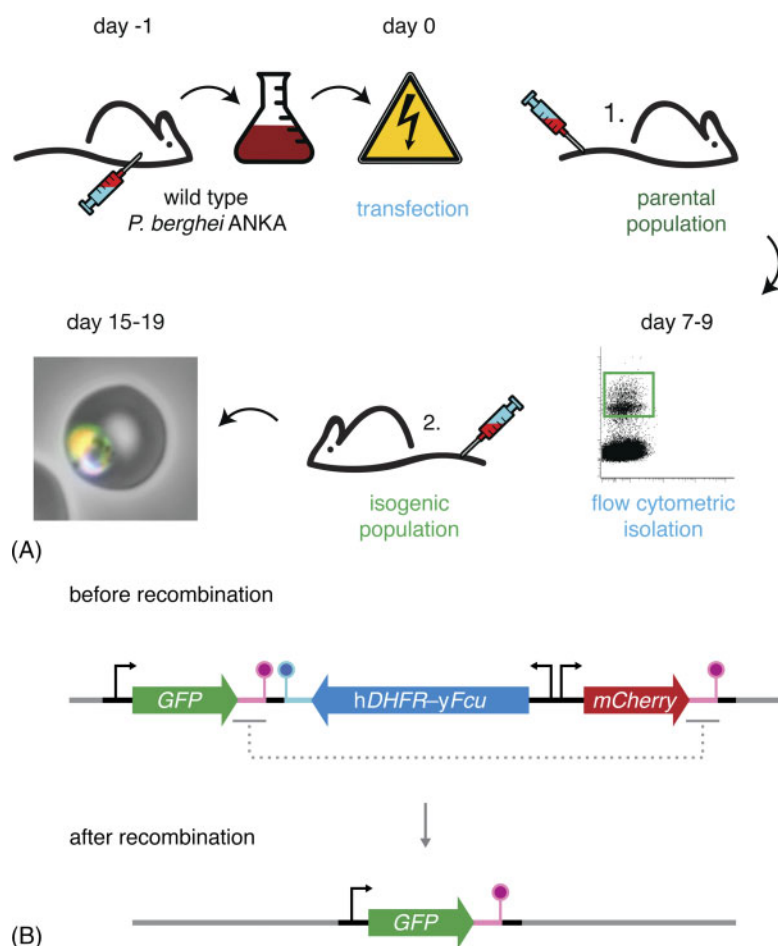 day -1
day 0
1.
wild type
P. berghei ANKA
transfection
parental
population
day 15-19
day 7-9
2.
isogenic
population
flow cytometric
isolation
(A)
before recombination
GFP
hDHFR–yFcu
mCherry
after recombination
GFP
(B)